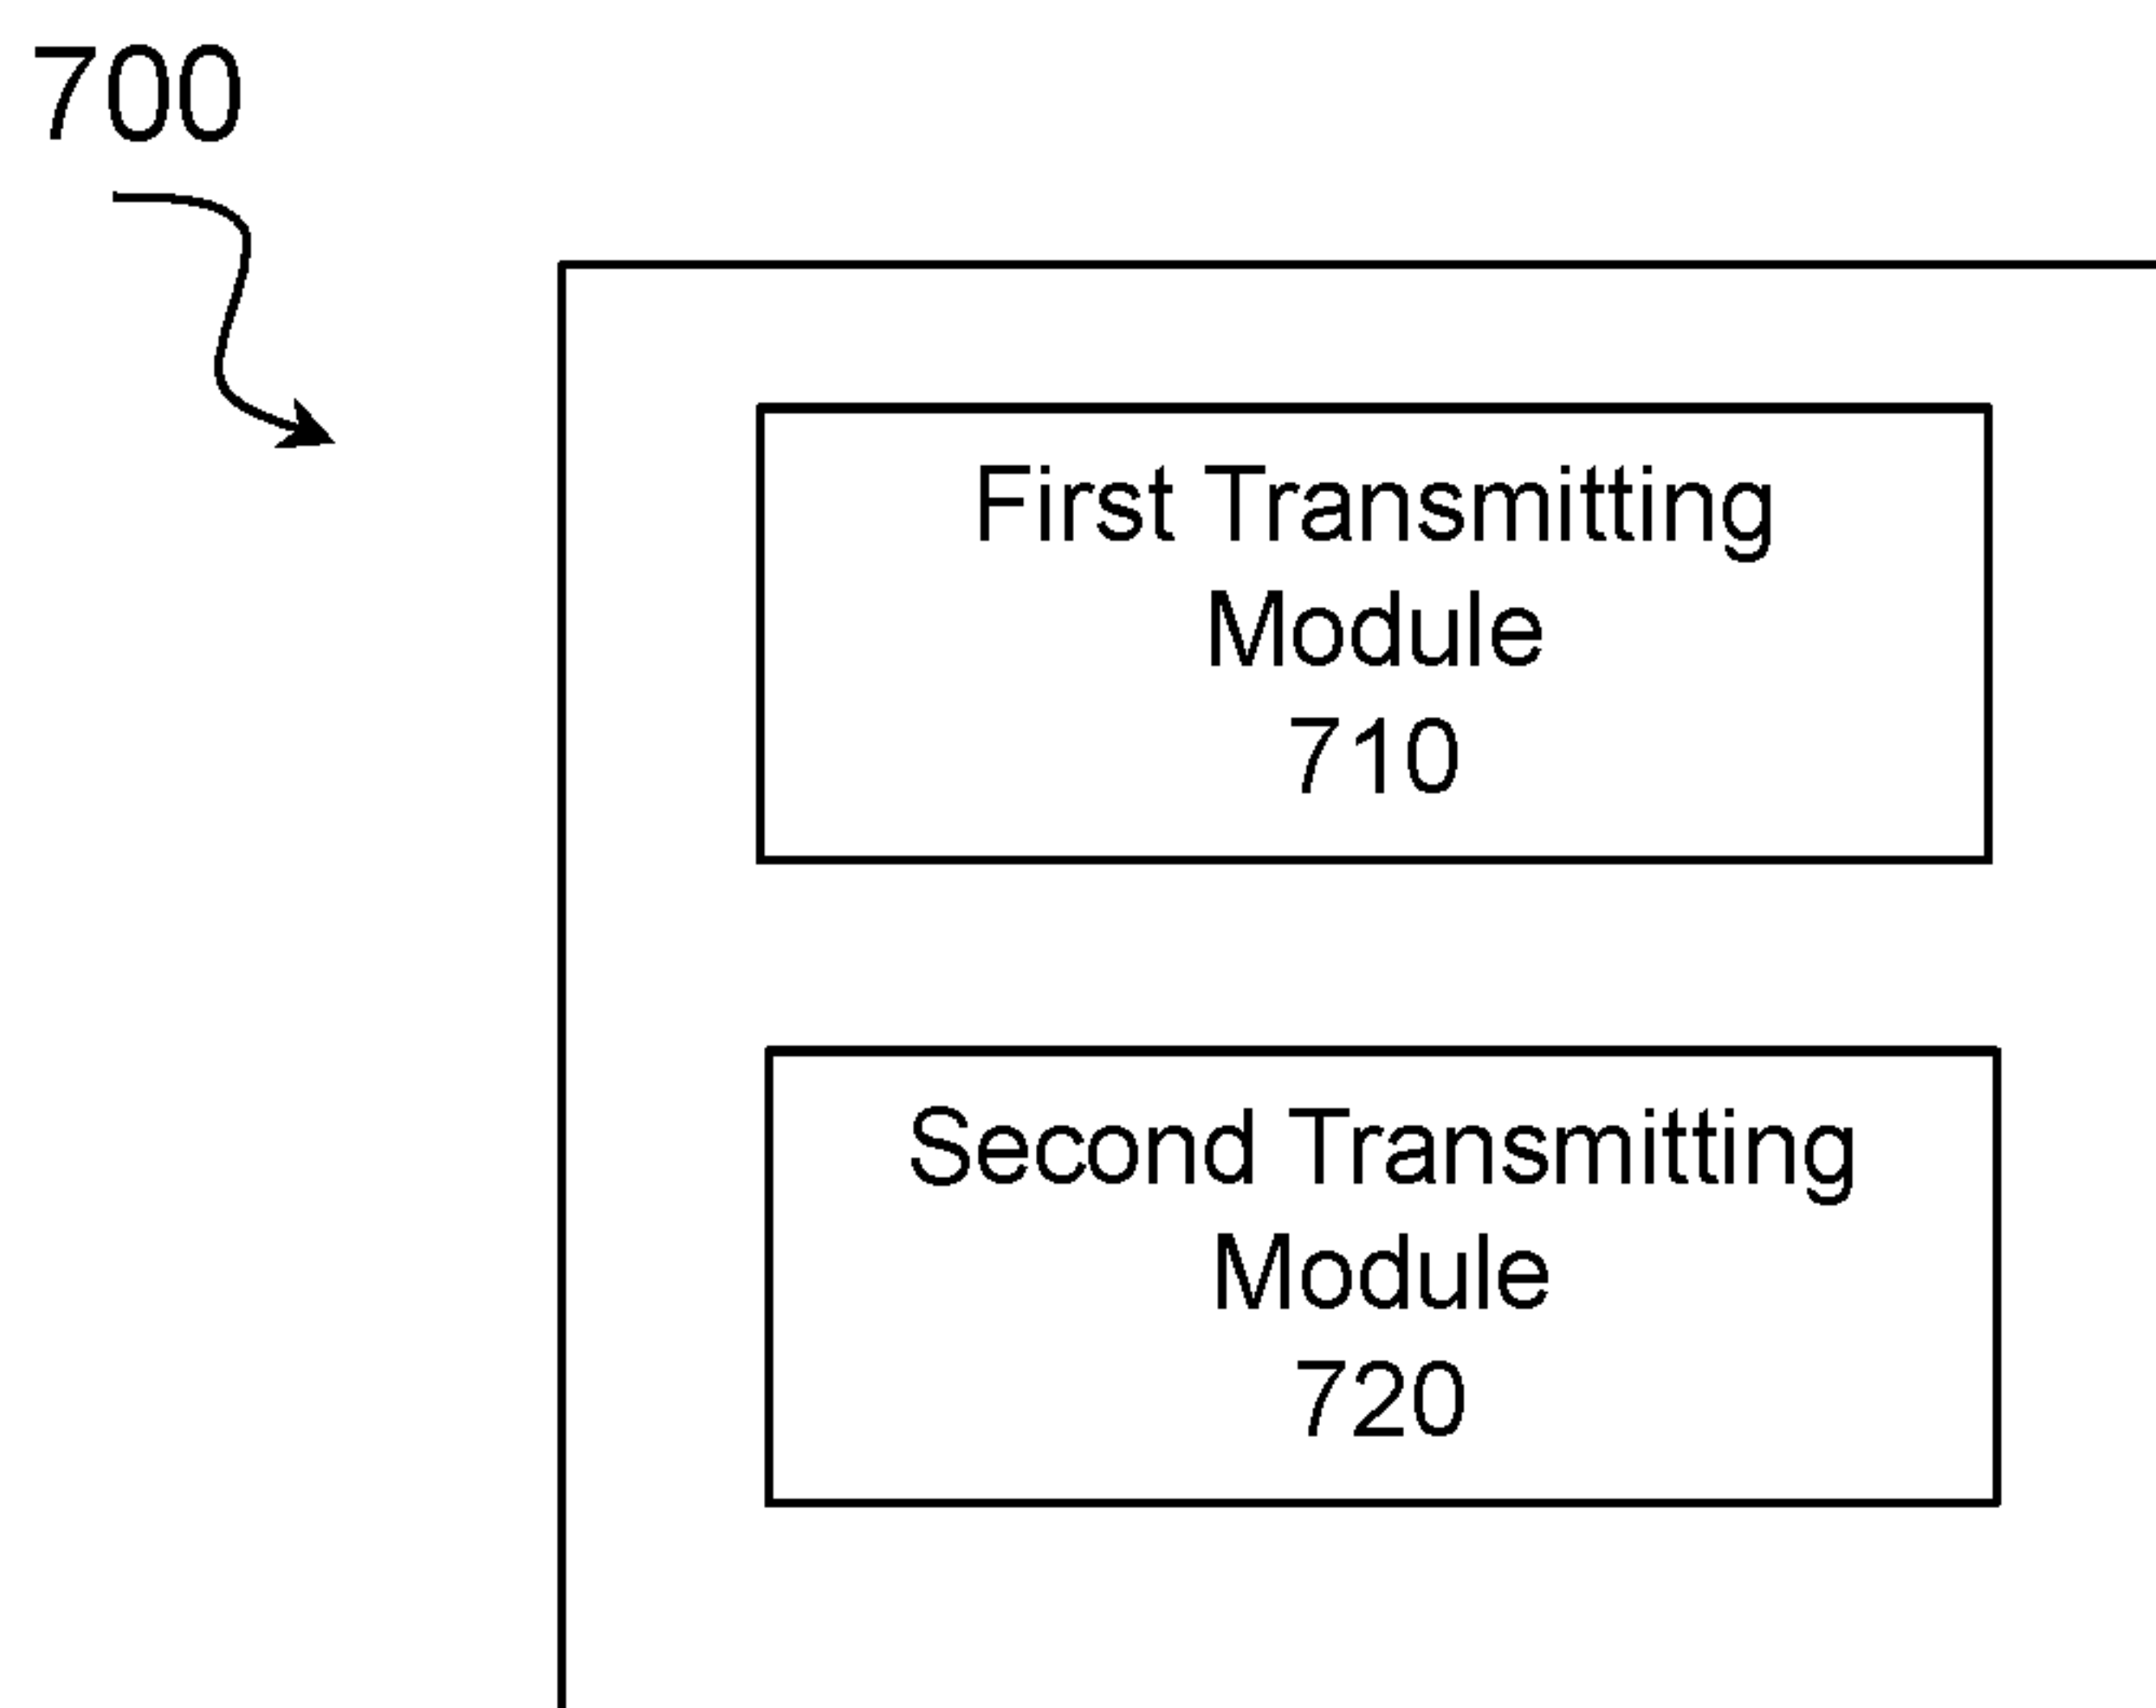 700
First Transmitting
Module
710
Second Transmitting
Module
720